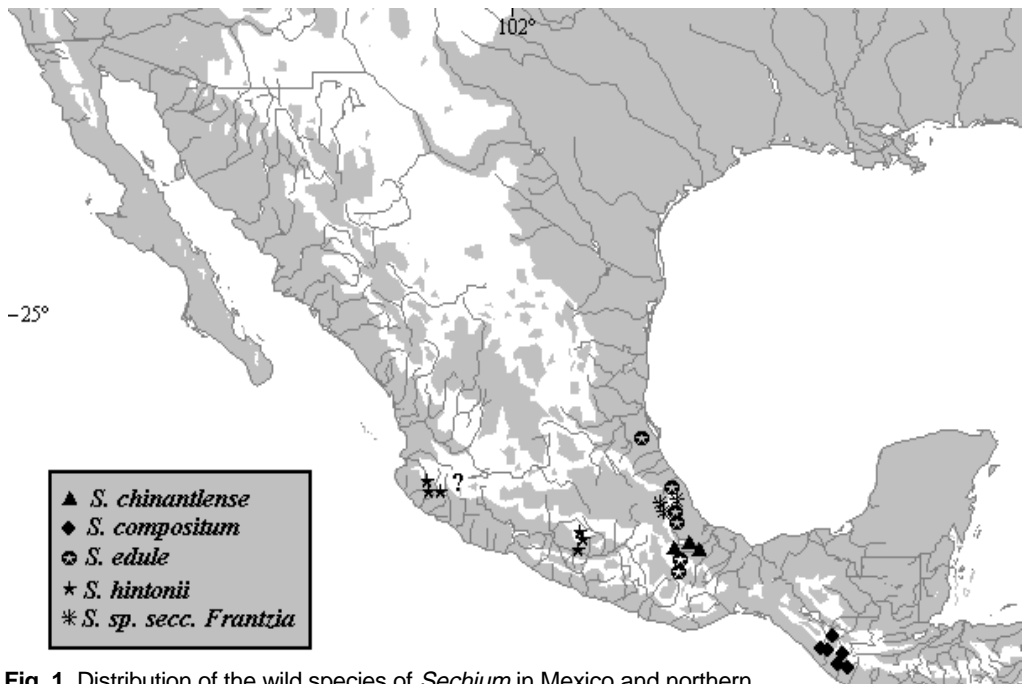 102°
–25°
?
S. chinantlense
S. compositum
S. edule
S. hintonii
S. sp. secc. Frantzia
Fig. 1. Distribution of the wild species of Sechium in Mexico and northern